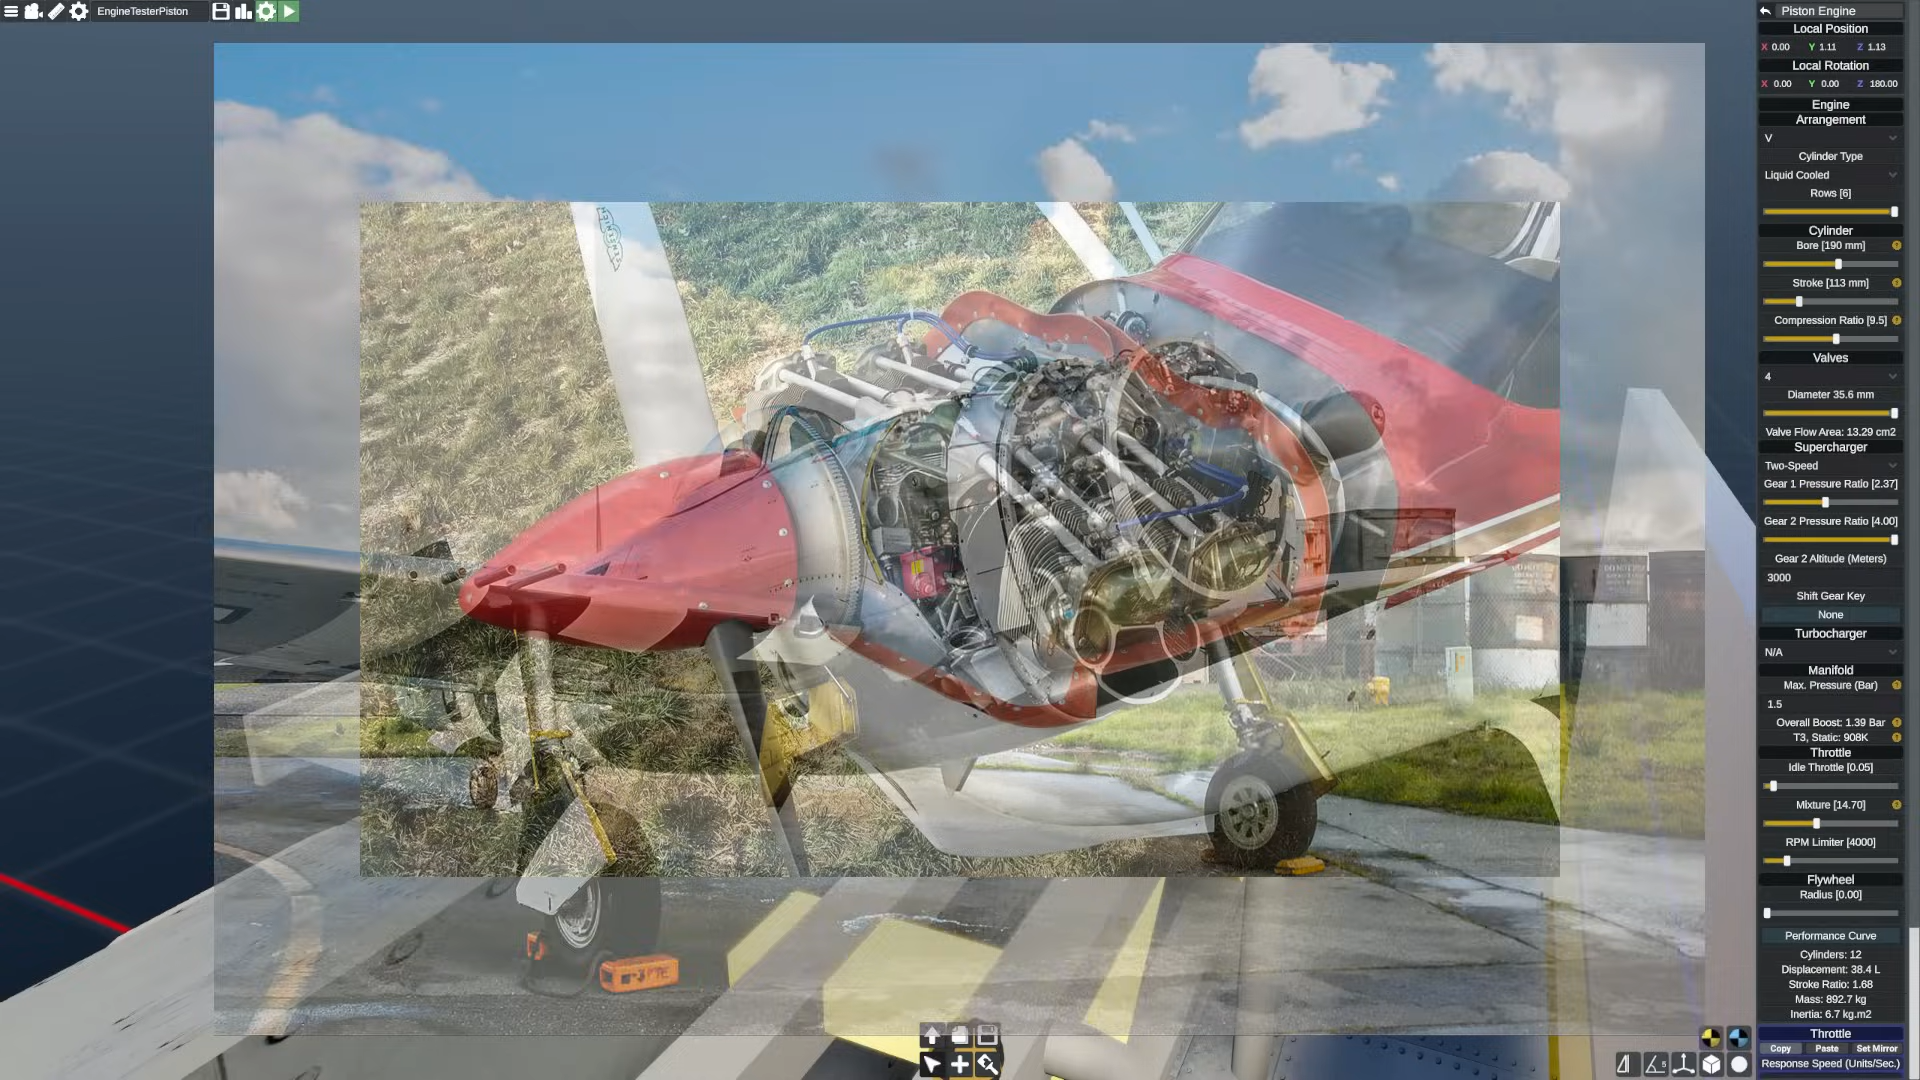 EngineTesterPiston
Piston Engine
Local Position
X 0.00 Y 1.11 Z 1.13
Local Rotation
X 0.00 Y 0.00 Z 180.00
Engine
Arrangement
V
Cylinder Type
Liquid Cooled
Rows [6]
Cylinder
Bore [190 mm]
Stroke [113 mm]
Compression Ratio [9.5]
Valves
4
Diameter 35.6 mm
Valve Flow Area: 13.29 cm2
Supercharger
Two-Speed
Gear 1 Pressure Ratio [2.37]
Gear 2 Pressure Ratio [4.00]
Gear 2 Altitude (Meters)
3000
Shift Gear Key
None
Turbocharger
N/A
Manifold
Max. Pressure (Bar)
1.5
Overall Boost: 1.39 Bar
T3, Static: 908K
Throttle
Idle Throttle [0.05]
Mixture [14.70]
RPM Limiter [4000]
Flywheel
Radius [0.00]
Performance Curve
Cylinders: 12
Displacement: 38.4 L
Stroke Ratio: 1.68
Mass: 892.7 kg
Inertia: 6.7 kg.m2
Throttle
Copy Paste Set Mirror
Response Speed (Units/Sec.)